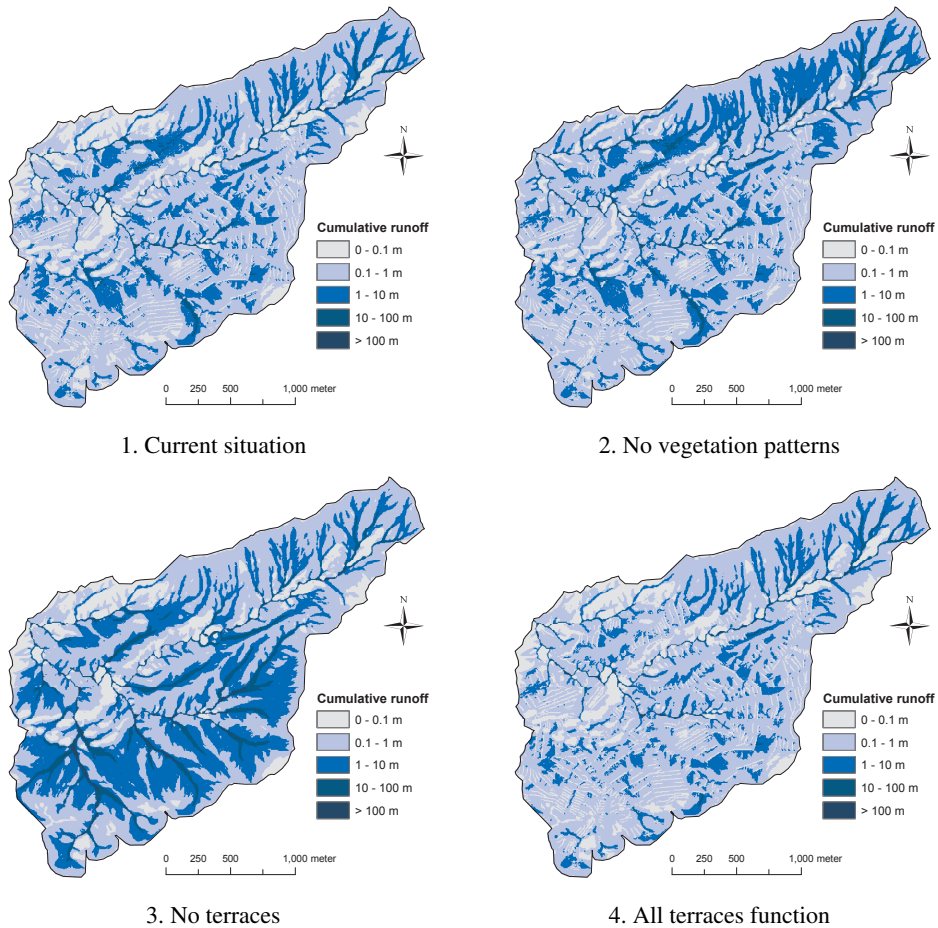 N
Cumulative runoff
0 - 0.1 m
0.1 - 1 m
1 - 10 m
10 - 100 m
> 100 m
0 250 500 1,000 meter
1. Current situation
N
Cumulative runoff
0 - 0.1 m
0.1 - 1 m
1 - 10 m
10 - 100 m
> 100 m
0 250 500 1,000 meter
2. No vegetation patterns
N
Cumulative runoff
0 - 0.1 m
0.1 - 1 m
1 - 10 m
10 - 100 m
> 100 m
0 250 500 1,000 meter
3. No terraces
N
Cumulative runoff
0 - 0.1 m
0.1 - 1 m
1 - 10 m
10 - 100 m
> 100 m
0 250 500 1,000 meter
4. All terraces function